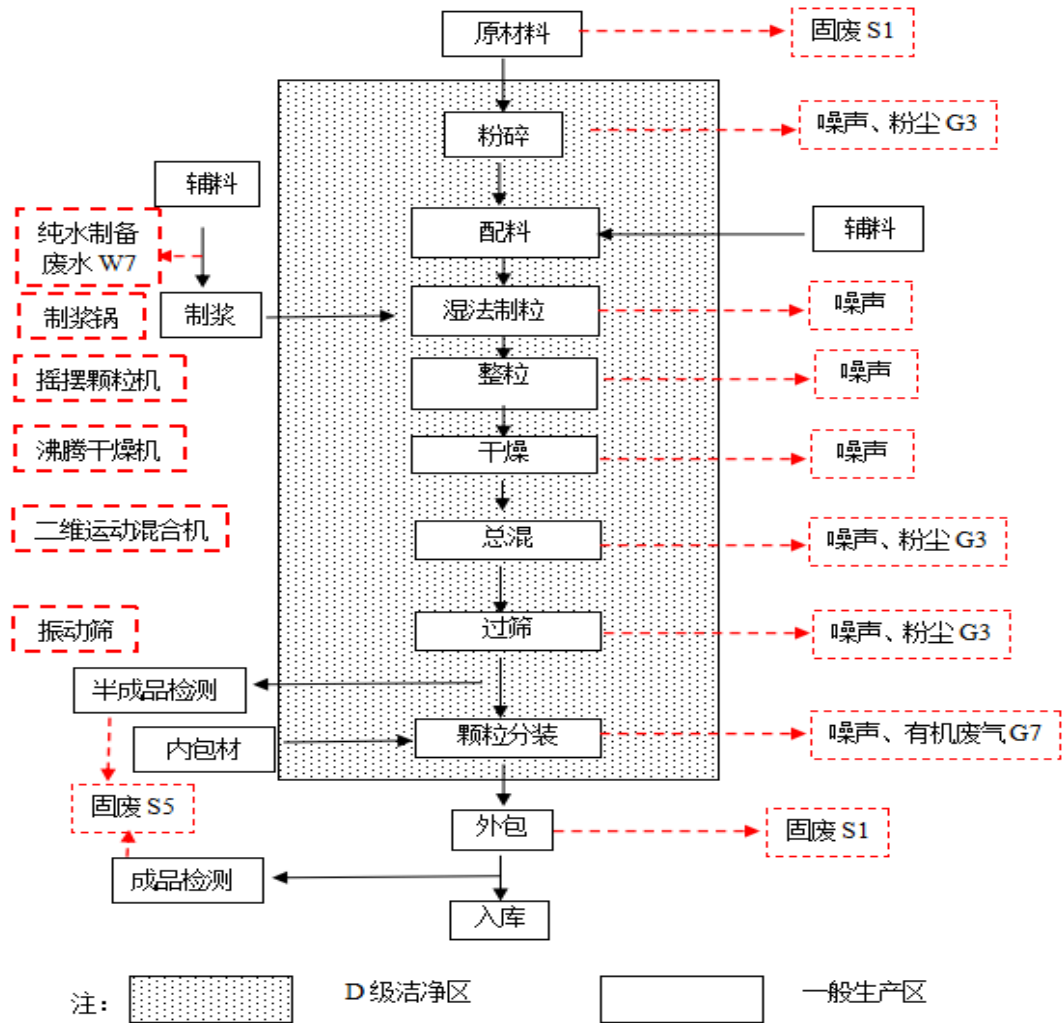 原材料
固废 S1
粉碎
噪声、粉尘 G3
辅料
纯水制备
废水 W7
配料
辅料
制浆锅
制浆
湿法制粒
噪声
摇摆颗粒机
整粒
噪声
沸腾干燥机
干燥
噪声
二维运动混合机
总混
噪声、粉尘 G3
振动筛
过筛
噪声、粉尘 G3
半成品检测
内包材
颗粒分装
噪声、有机废气 G7
固废 S5
外包
固废 S1
成品检测
入库
注：
D 级洁净区
一般生产区